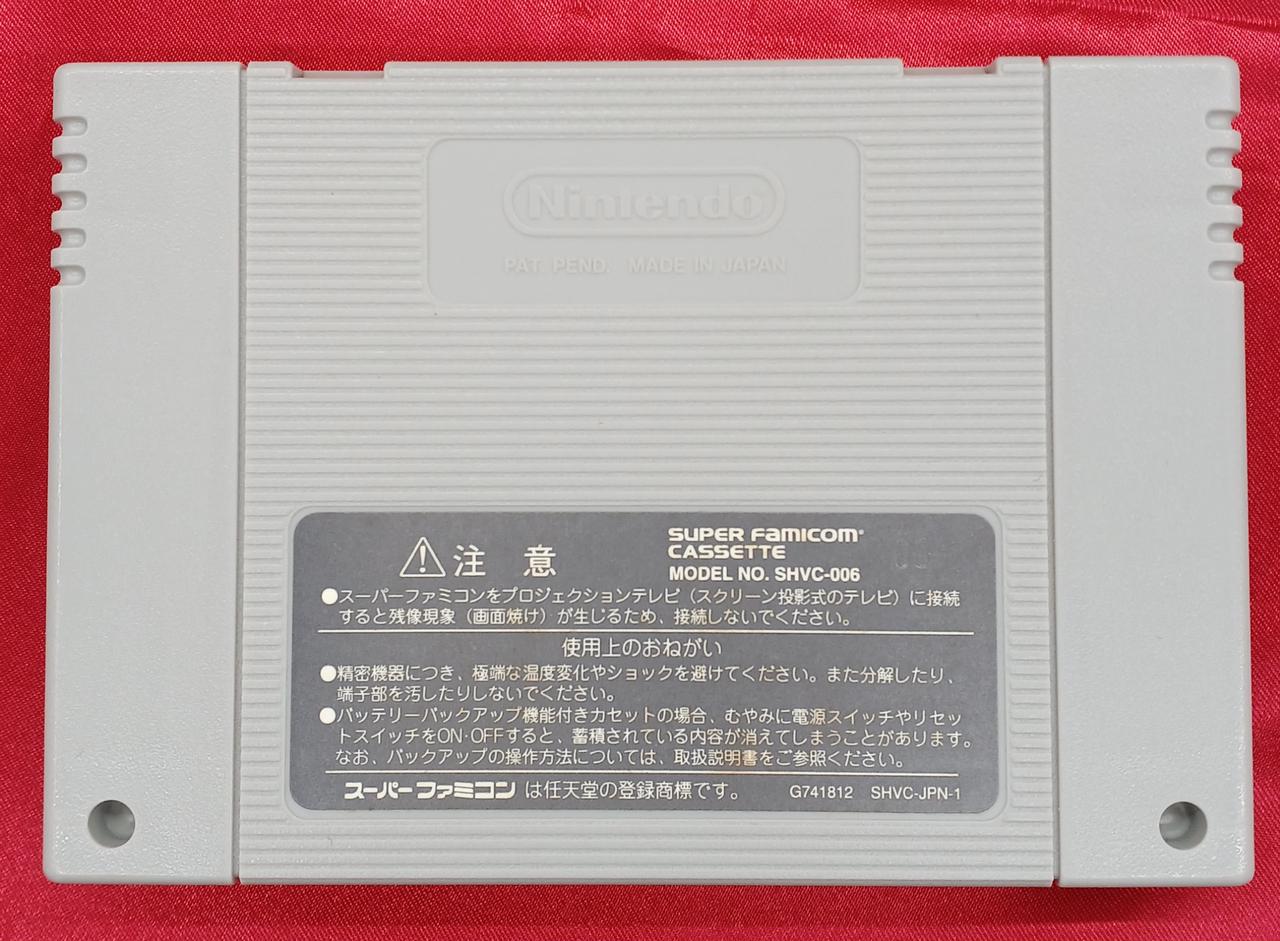 Nintendo
PAT. PEND. MADE IN JAPAN
⚠注 意
SUPER FAMICOM®
CASSETTE
MODEL NO. SHVC-006
●スーパーファミコンをプロジェクションテレビ（スクリーン投影式のテレビ）に接続
すると残像現象（画面焼け）が生じるため、接続しないでください。
使用上のおねがい
●精密機器につき、極端な温度変化やショックを避けてください。また分解したり、
端子部を汚したりしないでください。
●バッテリーバックアップ機能付きカセットの場合、むやみに電源スイッチやリセッ
トスイッチをON·OFFすると、蓄積されている内容が消えてしまうことがあります。
なお、バックアップの操作方法については、取扱説明書をご参照ください。
スーパーファミコン は任天堂の登録商標です。 G741812 SHVC-JPN-1